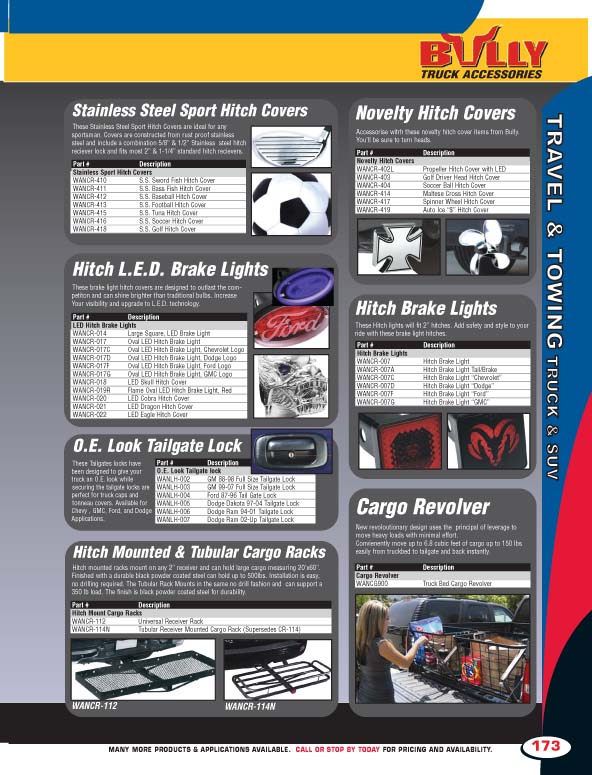 BULLY
TRUCK ACCESSORIES
Stainless Steel Sport Hitch Covers
These Stainless Steel Sport Hitch Covers are ideal for any
sportsman. Covers are constructed from rust proof stainless
steel and include a combination 5/8" & 1/2" Stainless steel hitch
reciever lock and fits most 2" & 1-1/4" standard hitch recievers.
Part # Description
Stainless Sport Hitch Covers
WANCR-410 S.S. Sword Fish Hitch Cover
WANCR-411 S.S. Bass Fish Hitch Cover
WANCR-412 S.S. Baseball Hitch Cover
WANCR-413 S.S. Football Hitch Cover
WANCR-415 S.S. Tuna Hitch Cover
WANCR-416 S.S. Soccer Hitch Cover
WANCR-418 S.S. Golf Hitch Cover
Hitch L.E.D. Brake Lights
These brake light hitch covers are designed to outlast the com-
petiton and can shine brighter than traditional bulbs. Increase
Your visibility and upgrade to L.E.D. technology.
Part # Description
LED Hitch Brake Lights
WANCR-014 Large Square, LED Brake Light
WANCR-017 Oval LED Hitch Brake Light
WANCR-017C Oval LED Hitch Brake Light, Chevrolet Logo
WANCR-017D Oval LED Hitch Brake Light, Dodge Logo
WANCR-017F Oval LED Hitch Brake Light, Ford Logo
WANCR-017G Oval LED Hitch Brake Light, GMC Logo
WANCR-018 LED Skull Hitch Cover
WANCR-019R Flame Oval LED Hitch Brake Light, Red
WANCR-020 LED Cobra Hitch Cover
WANCR-021 LED Dragon Hitch Cover
WANCR-022 LED Eagle Hitch Cover
Ford
O.E. Look Tailgate Lock
These Tailgates locks have
been designed to give your
truck an O.E. look while
securing the tailgate locks are
perfect for truck caps and
tonneau covers. Available for
Chevy , GMC, Ford, and Dodge
Applications.
Part # Description
O.E. Look Tailgate lock
WANLH-002 GM 88-98 Full Size Tailgate Lock
WANLH-003 GM 99-07 Full Size Tailgate Lock
WANLH-004 Ford 87-96 Tail Gate Lock
WANLH-005 Dodge Dakota 97-04 Tailgate Lock
WANLH-006 Dodge Ram 94-01 Tailgate Lock
WANLH-007 Dodge Ram 02-Up Tailgate Lock
Hitch Mounted & Tubular Cargo Racks
Hitch mounted racks mount on any 2" receiver and can hold large cargo measuring 20'x60".
Finished with a durable black powder coated steel can hold up to 500lbs. Installation is easy,
no drilling required. The Tubular Rack Mounts in the same no drill fashion and can support a
350 lb load. The finish is black powder coated steel for durability.
Part # Description
Hitch Mount Cargo Racks
WANCR-112 Universal Receiver Rack
WANCR-114N Tubular Receiver Mounted Cargo Rack (Supersedes CR-114)
WANCR-112
WANCR-114N
Novelty Hitch Covers
Accessorise with these novelty hitch cover items from Bully.
You'll be sure to turn heads.
Part # Description
Novelty Hitch Covers
WANCR-402L Propeller Hitch Cover with LED
WANCR-403 Golf Driver Head Hitch Cover
WANCR-404 Soccer Ball Hitch Cover
WANCR-414 Maltese Cross Hitch Cover
WANCR-417 Spinner Wheel Hitch Cover
WANCR-419 Auto Ice "$" Hitch Cover
Hitch Brake Lights
These Hitch lights will fit 2" hitches. Add safety and style to your
ride with these brake light hitches.
Part # Description
Hitch Brake Lights
WANCR-007 Hitch Brake Light
WANCR-007A Hitch Brake Light Tail/Brake
WANCR-007C Hitch Brake Light "Chevrolet"
WANCR-007D Hitch Brake Light "Dodge"
WANCR-007F Hitch Brake Light "Ford"
WANCR-007G Hitch Brake Light "GMC"
Cargo Revolver
New revoloutionary design uses the principal of leverage to
move heavy loads with minimal effort.
Convienently move up to 6.8 cubic feet of cargo up to 150 lbs
easily from truckbed to tailgate and back instantly.
Part # Description
Cargo Revolver
WANCG900 Truck Bed Cargo Revolver
TRAVEL & TOWING TRUCK & SUV
MANY MORE PRODUCTS & APPLICATIONS AVAILABLE. CALL OR STOP BY TODAY FOR PRICING AND AVAILABILITY.
173